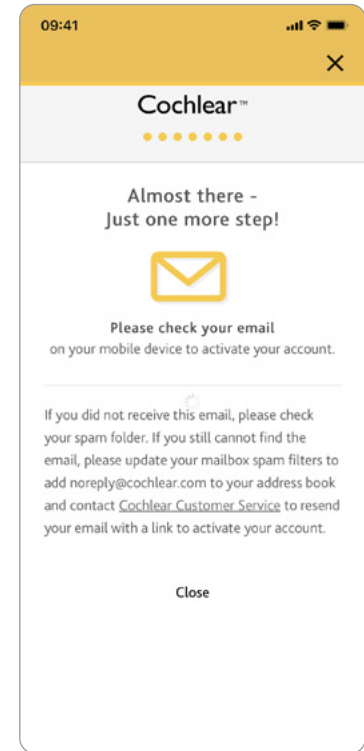 09:41
Cochlear™
Almost there -
Just one more step!
Please check your email
on your mobile device to activate your account.
If you did not receive this email, please check
your spam folder. If you still cannot find the
email, please update your mailbox spam filters to
add noreply@cochlear.com to your address book
and contact Cochlear Customer Service to resend
your email with a link to activate your account.
Close